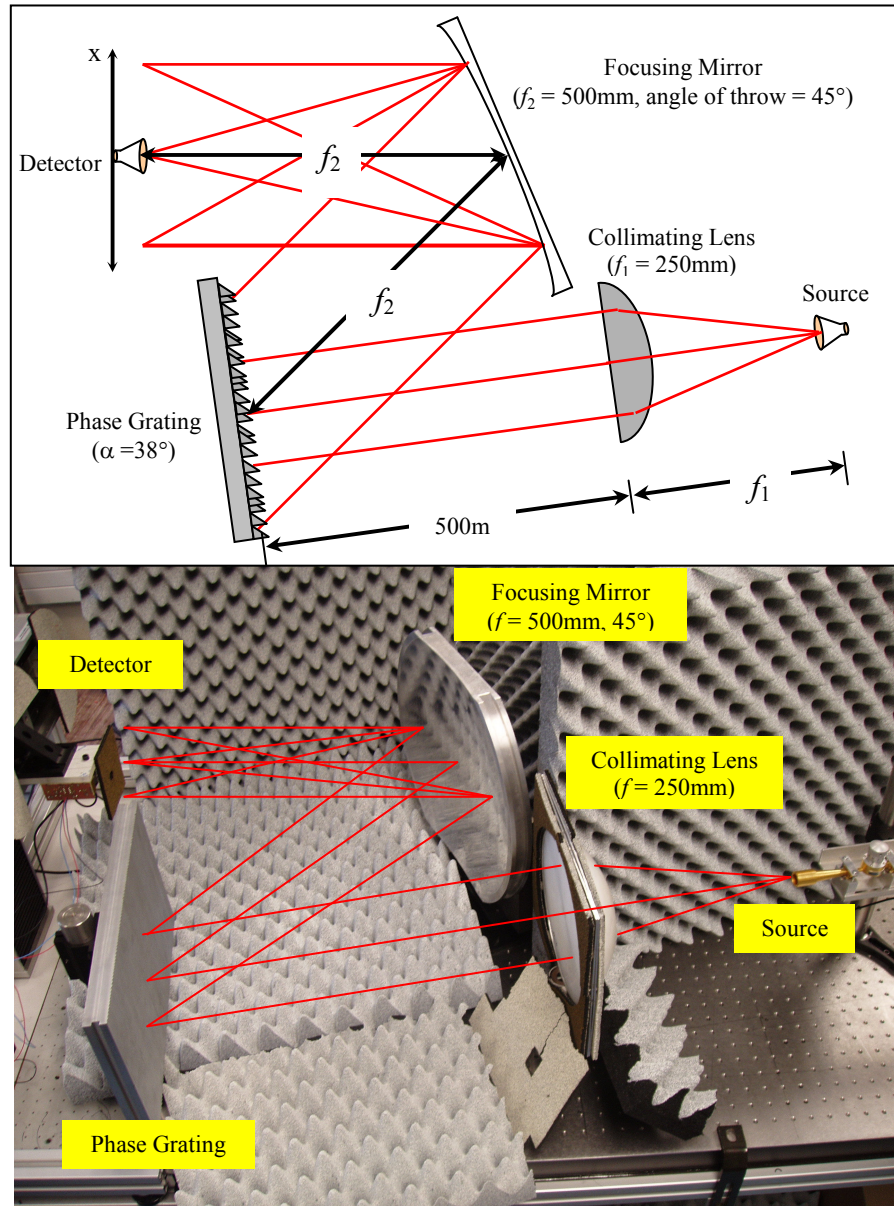 x
Focusing Mirror
(f₂ = 500mm, angle of throw = 45°)
Detector
f₂
Collimating Lens
(f₁ = 250mm)
Source
f₂
Phase Grating
(α =38°)
f₁
500m
Focusing Mirror
(f = 500mm, 45°)
Detector
Collimating Lens
(f = 250mm)
Source
Phase Grating